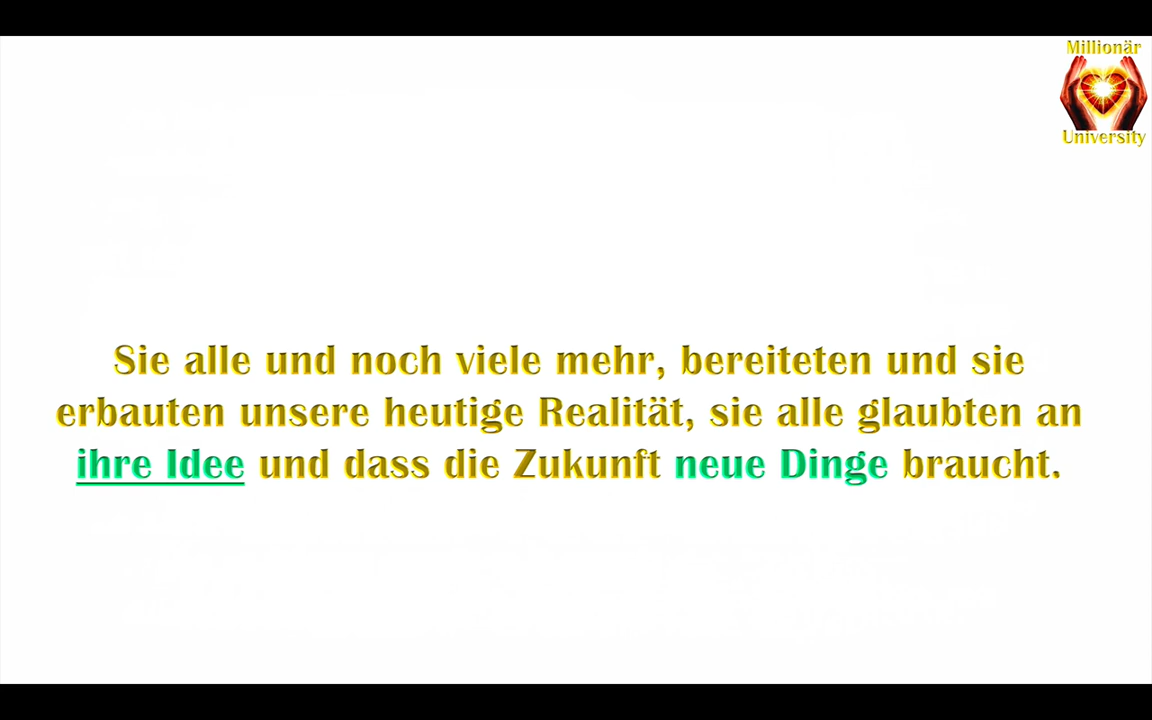 Millionär
University
Sie alle und noch viele mehr, bereiteten und sie
erbauten unsere heutige Realität, sie alle glaubten an
ihre Idee und dass die Zukunft neue Dinge braucht.